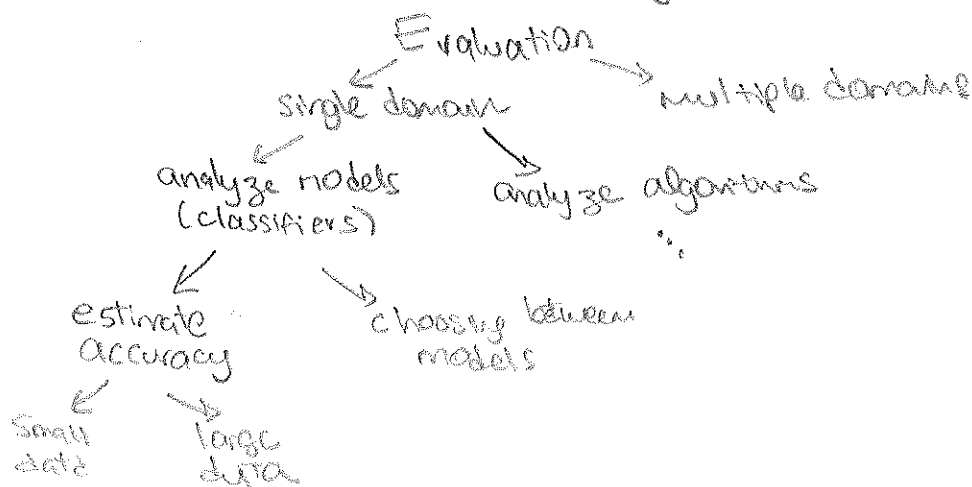 Evaluation
single domain
multiple domains
analyze models
(classifiers)
analyze algorithms
estimate
accuracy
choosing between
models
small
data
large
data